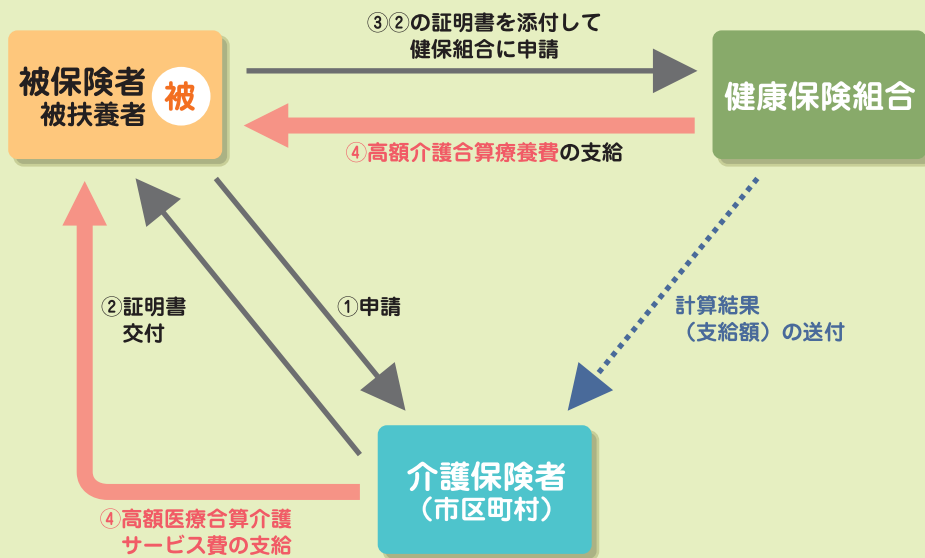 ③②の証明書を添付して
健保組合に申請
被保険者
被扶養者
被
健康保険組合
④高額介護合算療養費の支給
②証明書
交付
①申請
計算結果
（支給額）の送付
介護保険者
（市区町村）
④高額医療合算介護
サービス費の支給